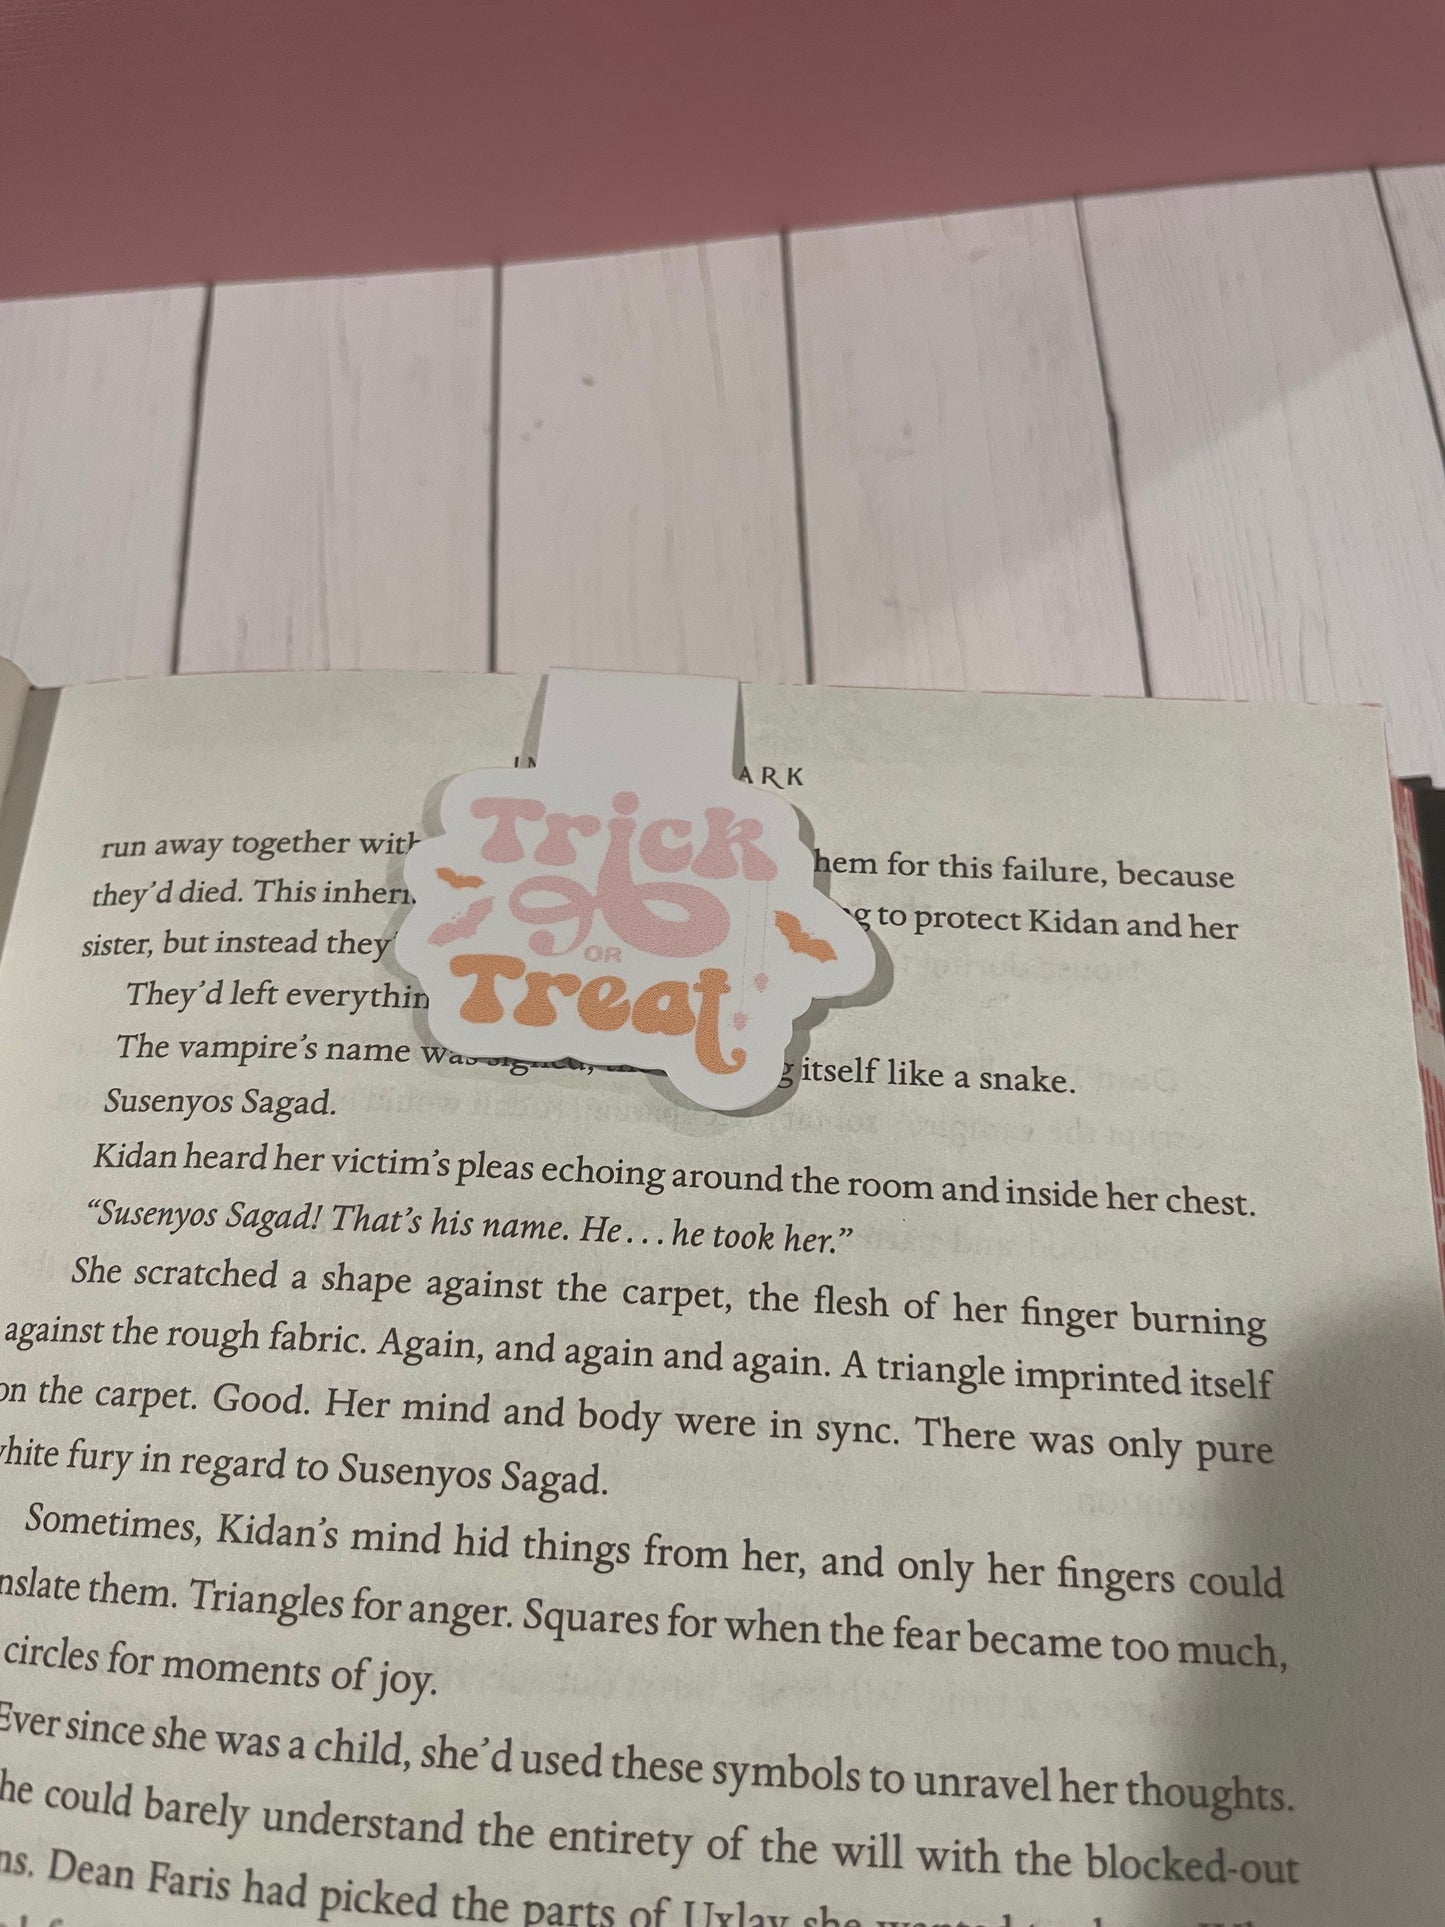 ARK
Trick
OR
Treat
run away together with hem for this failure, because
they'd died. This to protect Kidan and her
sister, but instead they
They'd left
The vampire's name was signed, itself like a snake.
Susenyos Sagad.
Kidan heard her victim's pleas echoing around the room and inside her chest.
“Susenyos Sagad! That's his name. He...he took her.”
She scratched a shape against the carpet, the flesh of her finger burning
against the rough fabric. Again, and again and again. A triangle imprinted itself
on the carpet. Good. Her mind and body were in sync. There was only pure
white fury in regard to Susenyos Sagad.
Sometimes, Kidan's mind hid things from her, and only her fingers could
nslate them. Triangles for anger. Squares for when the fear became too much,
circles for moments of joy.
Ever since she was a child, she'd used these symbols to unravel her thoughts.
he could barely understand the entirety of the will with the blocked-out
ns. Dean Faris had picked the parts of Uxlay she wanted